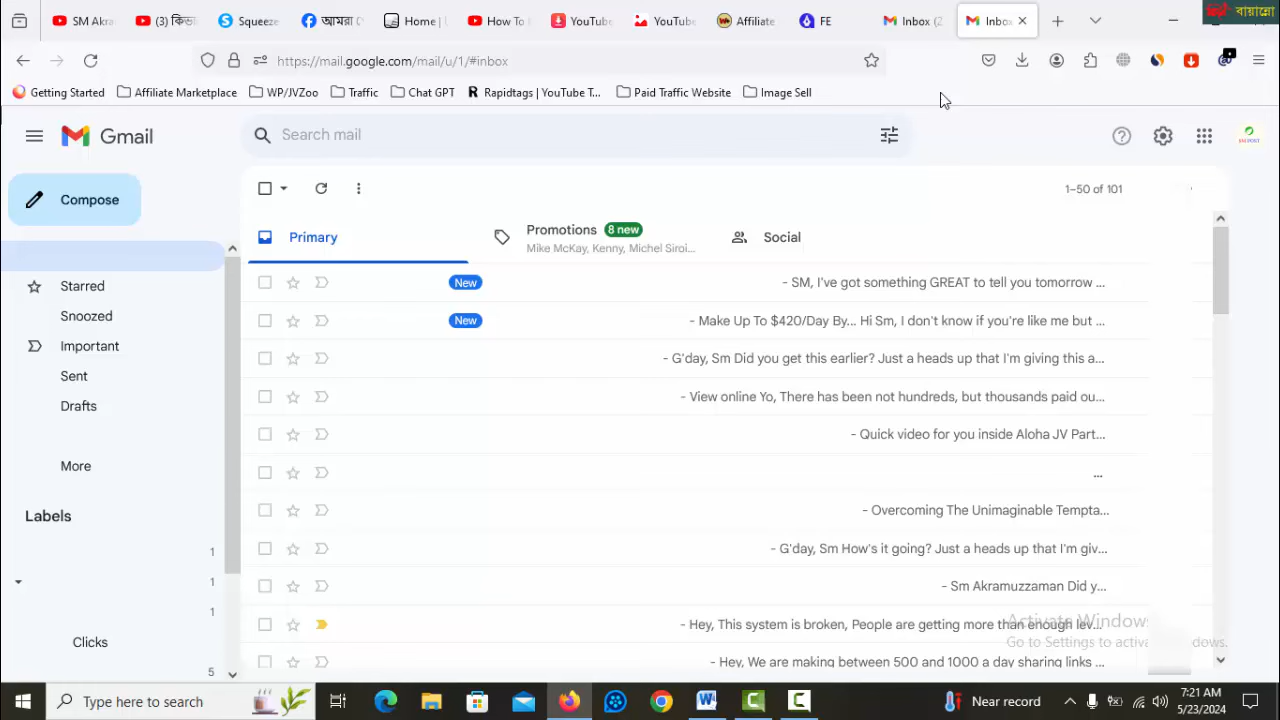 SM Akra
(3) কিভা
Squeeze
আমরা (
Home |
How To
YouTube
YouTube
Affiliate
FE
Inbox (2
Inbox
বায়ান্নো
https://mail.google.com/mail/u/1/#inbox
Getting Started
Affiliate Marketplace
WP/JVZoo
Traffic
Chat GPT
Rapidtags | YouTube T...
Paid Traffic Website
Image Sell
Gmail
Search mail
Compose
1–50 of 101
Primary
Promotions 8 new
Mike McKay, Kenny, Michel Siroi...
Social
Starred
Snoozed
Important
Sent
Drafts
More
Labels
1
1
1
Clicks
5
New - SM, I've got something GREAT to tell you tomorrow ...
New - Make Up To $420/Day By... Hi Sm, I don't know if you're like me but ...
- G'day, Sm Did you get this earlier? Just a heads up that I'm giving this a...
- View online Yo, There has been not hundreds, but thousands paid ou...
- Quick video for you inside Aloha JV Part...
...
- Overcoming The Unimaginable Tempta...
- G'day, Sm How's it going? Just a heads up that I'm giv...
- Sm Akramuzzaman Did y...
- Hey, This system is broken, People are getting more than enough lev...
- Hey, We are making between 500 and 1000 a day sharing links ...
Activate Windows
Go to Settings to activate Windows.
Type here to search
Near record
7:21 AM
5/23/2024